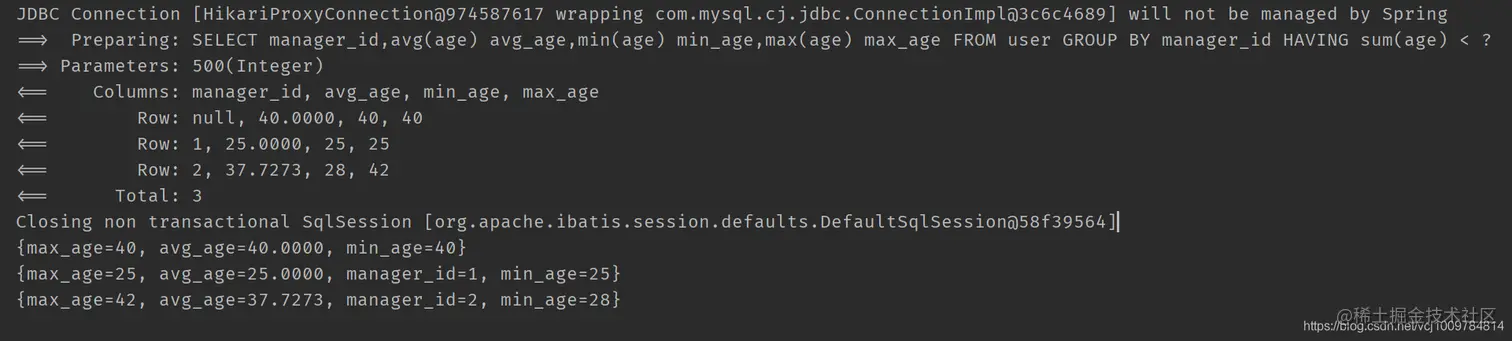 JDBC Connection [HikariProxyConnection@974587617 wrapping com.mysql.cj.jdbc.ConnectionImpl@3c6c4689] will not be managed by Spring
==> Preparing: SELECT manager_id,avg(age) avg_age,min(age) min_age,max(age) max_age FROM user GROUP BY manager_id HAVING sum(age) < ?
==> Parameters: 500(Integer)
<== Columns: manager_id, avg_age, min_age, max_age
<== Row: null, 40.0000, 40, 40
<== Row: 1, 25.0000, 25, 25
<== Row: 2, 37.7273, 28, 42
<== Total: 3
Closing non transactional SqlSession [org.apache.ibatis.session.defaults.DefaultSqlSession@58f39564]
{max_age=40, avg_age=40.0000, min_age=40}
{max_age=25, avg_age=25.0000, manager_id=1, min_age=25}
{max_age=42, avg_age=37.7273, manager_id=2, min_age=28}
@稀土掘金技术社区
https://blog.csdn.net/vcj1009784814